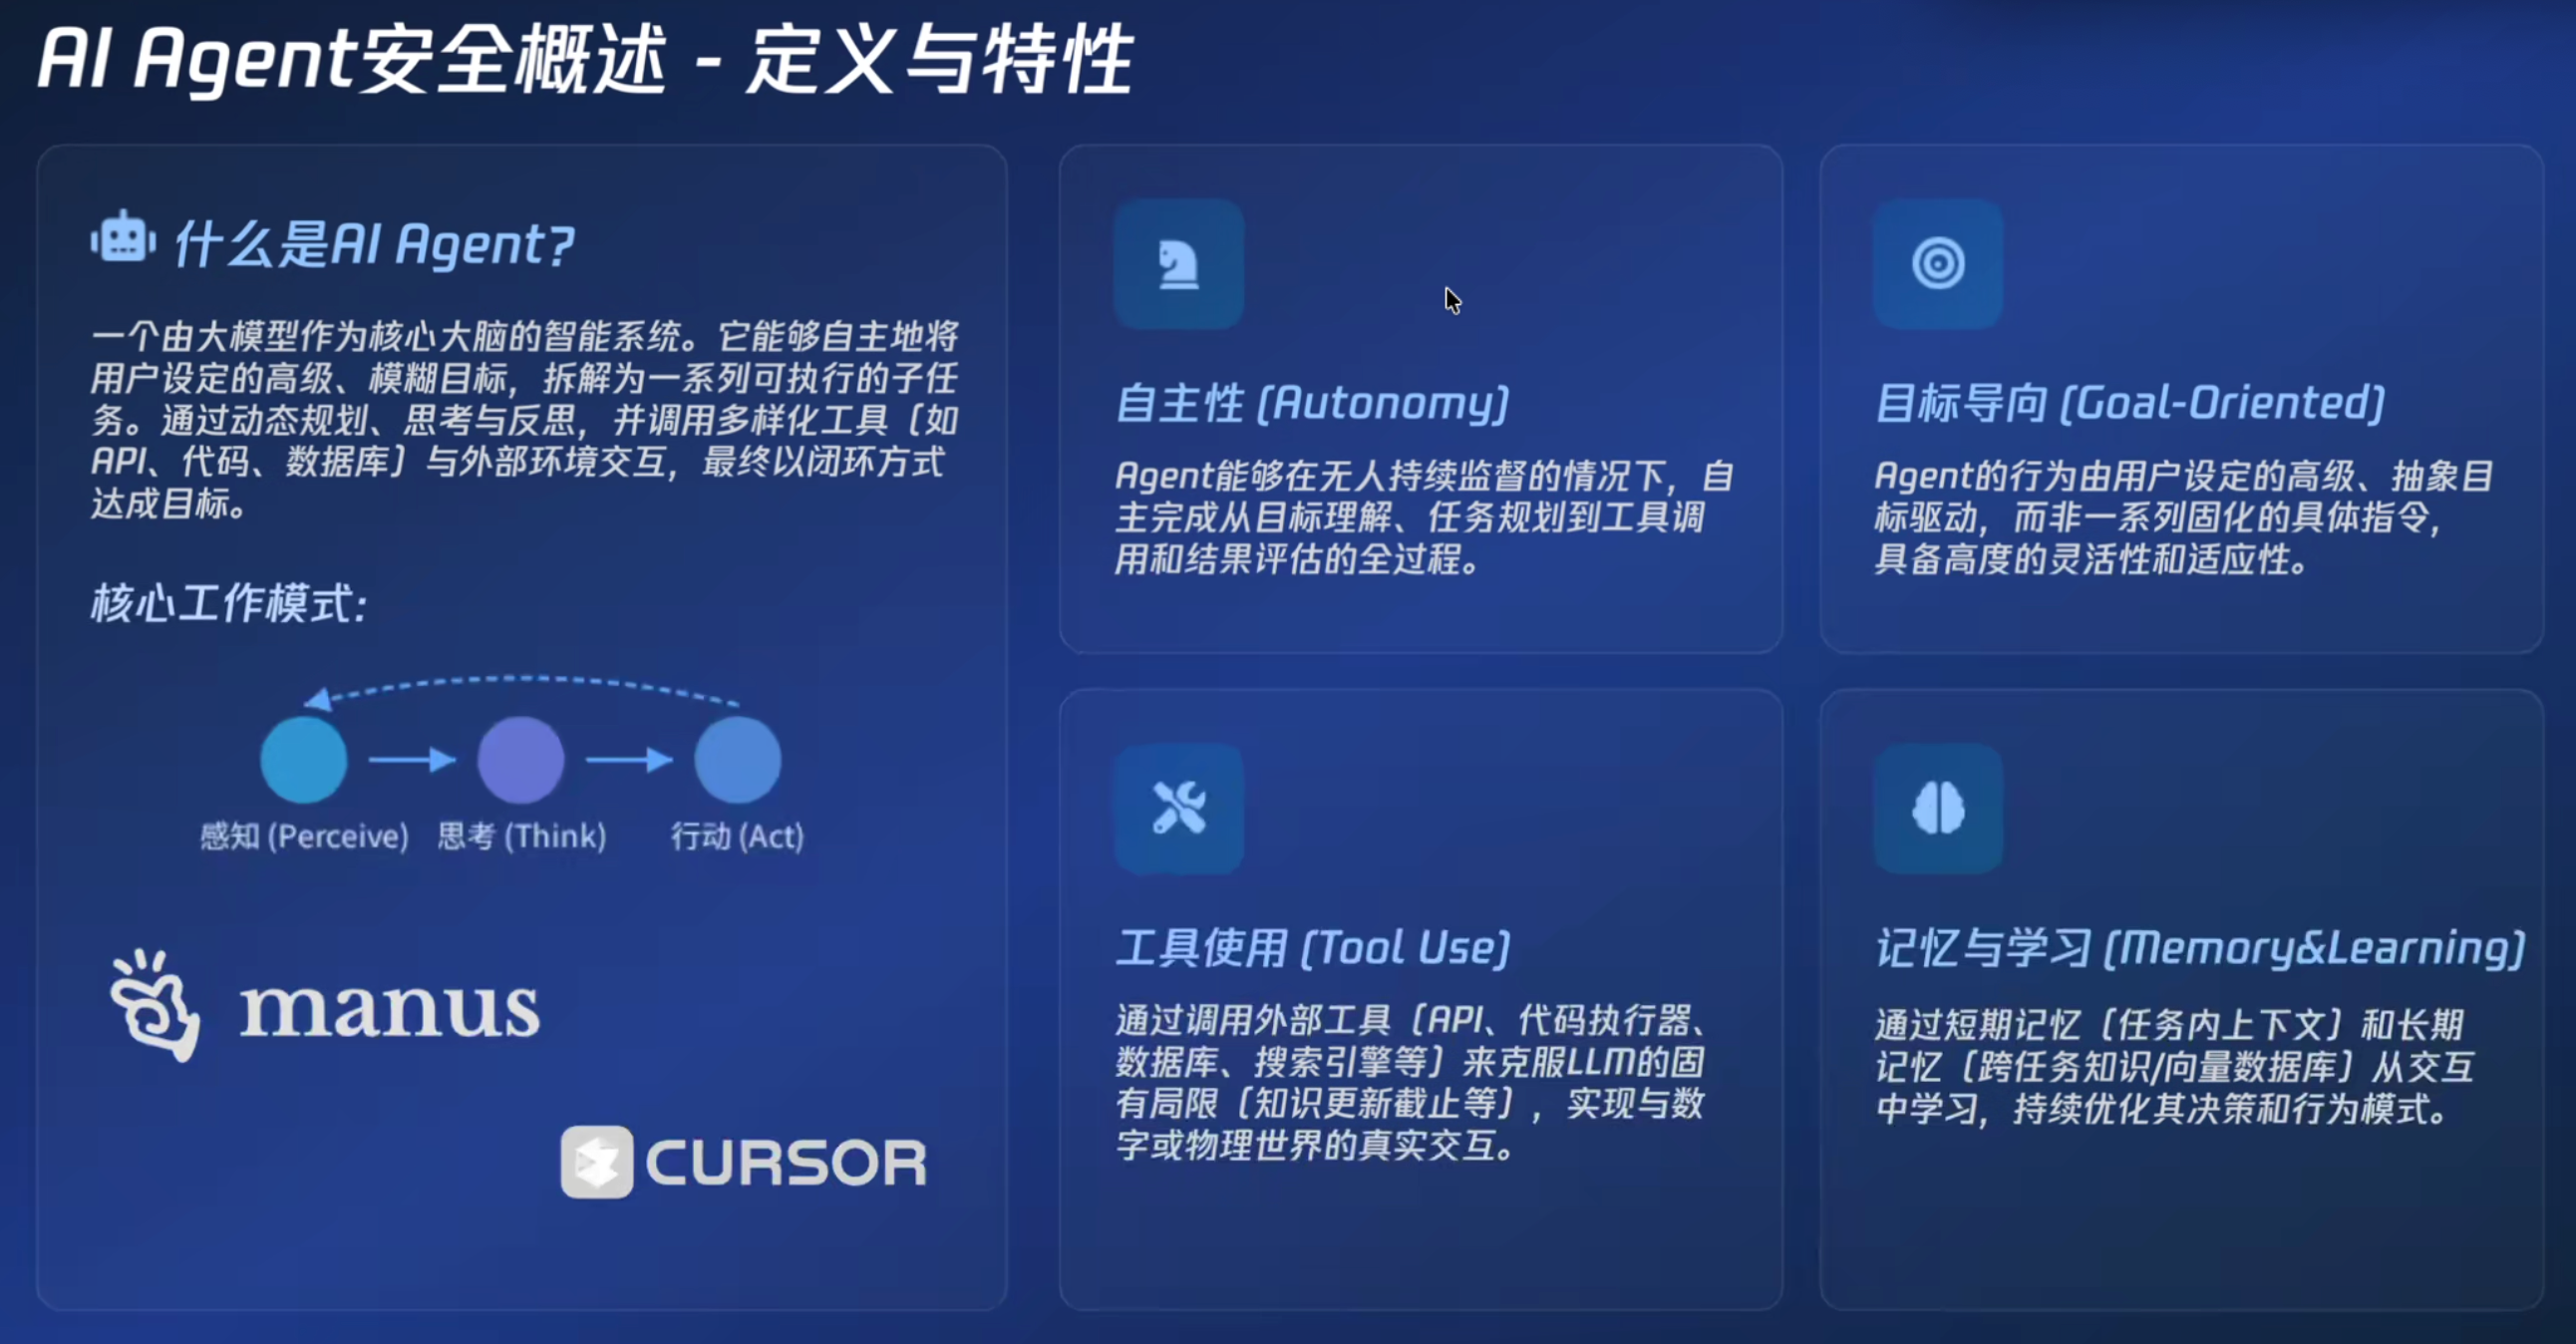 AI Agent安全概述 - 定义与特性
什么是AI Agent?
一个由大模型作为核心大脑的智能系统。它能够自主地将
用户设定的高级、模糊目标，拆解为一系列可执行的子任
务。通过动态规划、思考与反思，并调用多样化工具（如
API、代码、数据库）与外部环境交互，最终以闭环方式
达成目标。
核心工作模式:
感知 (Perceive)
思考 (Think)
行动 (Act)
manus
CURSOR
自主性 (Autonomy)
Agent能够在无人持续监督的情况下，自
主完成从目标理解、任务规划到工具调
用和结果评估的全过程。
目标导向 (Goal-Oriented)
Agent的行为由用户设定的高级、抽象目
标驱动，而非一系列固化的具体指令，
具备高度的灵活性和适应性。
工具使用 (Tool Use)
通过调用外部工具（API、代码执行器、
数据库、搜索引擎等）来克服LLM的固
有局限（知识更新截止等），实现与数
字或物理世界的真实交互。
记忆与学习 (Memory&Learning)
通过短期记忆（任务内上下文）和长期
记忆（跨任务知识/向量数据库）从交互
中学习，持续优化其决策和行为模式。